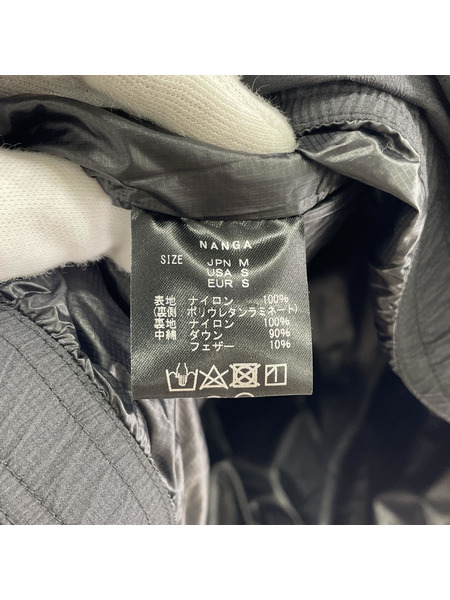 NANGA
SIZE JPN M
USA S
EUR S
表地 ナイロン 100%
(裏側 ポリウレタンラミネート)
裏地 ナイロン 100%
中綿 ダウン 90%
フェザー 10%